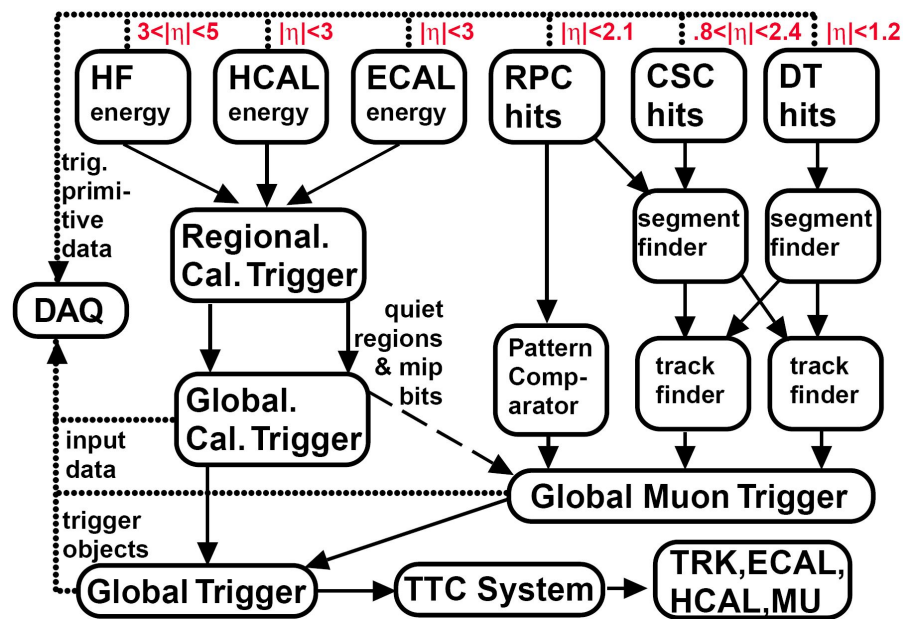 3<|η|<5
|η|<3
|η|<3
|η|<2.1
.8<|η|<2.4
|η|<1.2
HF
energy
HCAL
energy
ECAL
energy
RPC
hits
CSC
hits
DT
hits
trig.
primi-
tive
data
Regional.
Cal. Trigger
segment
finder
segment
finder
DAQ
quiet
regions
& mip
bits
Pattern
Comp-
arator
track
finder
track
finder
Global.
Cal. Trigger
input
data
Global Muon Trigger
trigger
objects
Global Trigger
TTC System
TRK,ECAL,
HCAL,MU